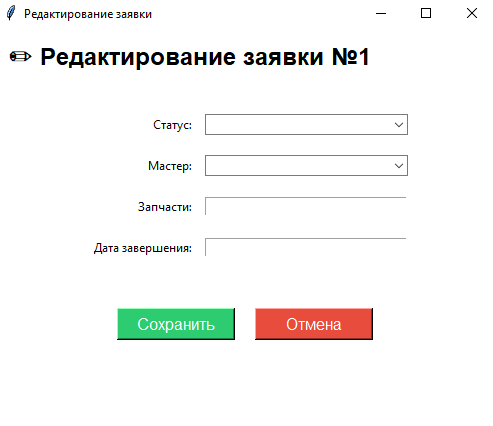 Редактирование заявки
✏ Редактирование заявки №1
Статус:
Мастер:
Запчасти:
Дата завершения:
Сохранить Отмена